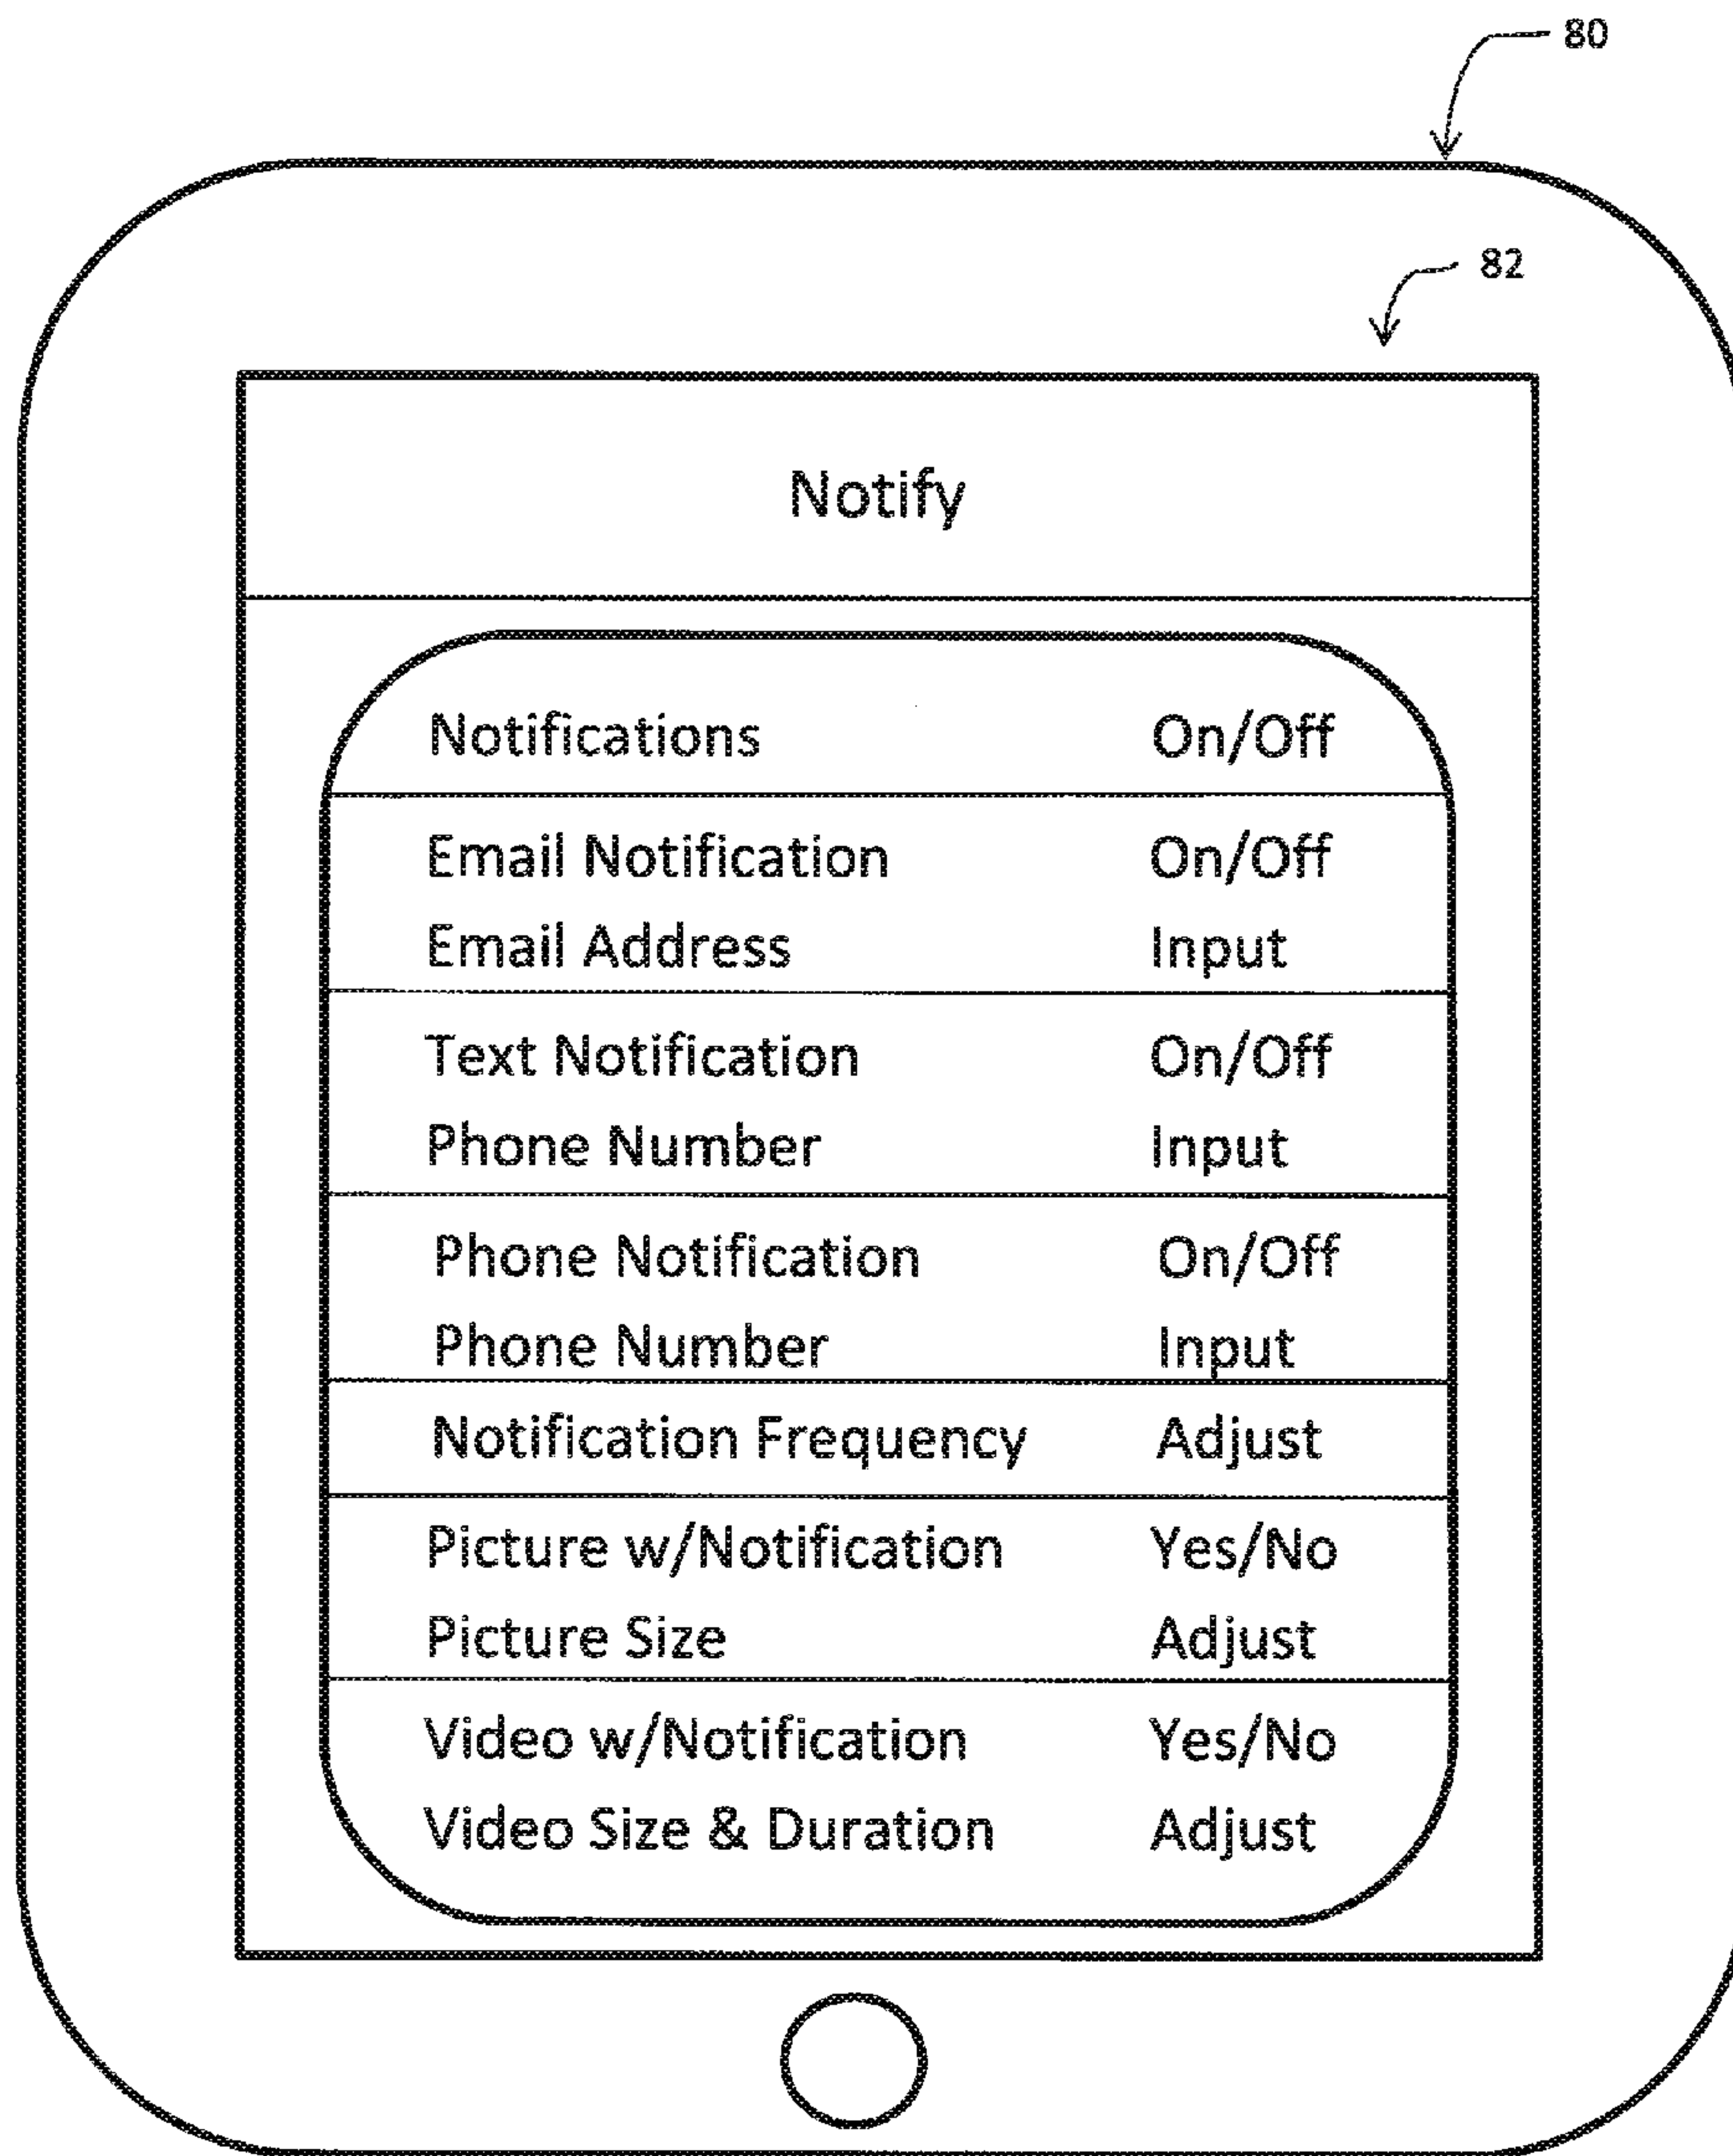 80
82
Notify
Notifications On/Off
Email Notification On/Off
Email Address Input
Text Notification On/Off
Phone Number Input
Phone Notification On/Off
Phone Number Input
Notification Frequency Adjust
Picture w/Notification Yes/No
Picture Size Adjust
Video w/Notification Yes/No
Video Size & Duration Adjust